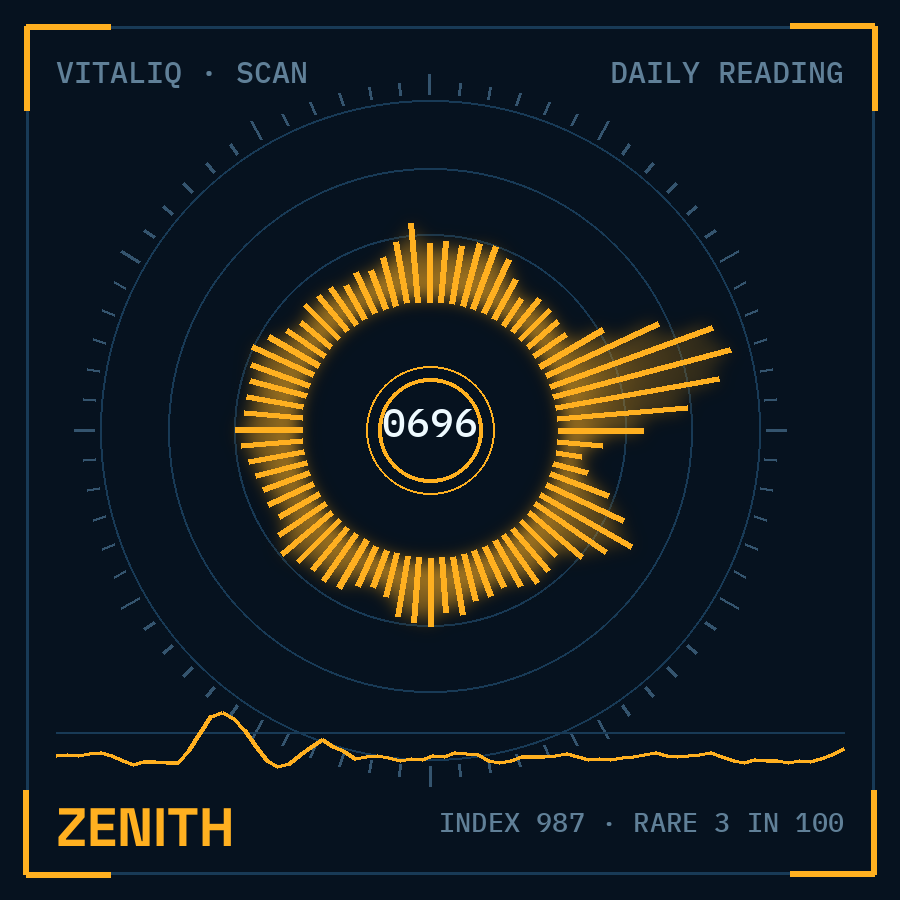 VITALIQ · SCAN
DAILY READING
0696
ZENITH
INDEX 987 · RARE 3 IN 100